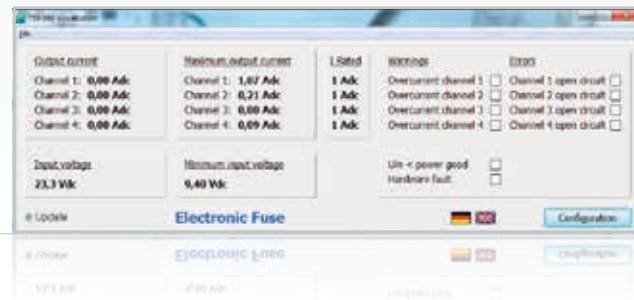 Output current
Channel 1: 0,00 Adc
Channel 2: 0,00 Adc
Channel 3: 0,00 Adc
Channel 4: 0,00 Adc
Maximum output current
Channel 1: 1,07 Adc
Channel 2: 0,21 Adc
Channel 3: 0,00 Adc
Channel 4: 0,09 Adc
I Rated
1 Adc
1 Adc
1 Adc
1 Adc
Warnings
Overcurrent channel 1
Overcurrent channel 2
Overcurrent channel 3
Overcurrent channel 4
Errors
Channel 1 open circuit
Channel 2 open circuit
Channel 3 open circuit
Channel 4 open circuit
Input voltage
23,3 Vdc
Minimum input voltage
9,40 Vdc
Uin < power good
Hardware fault
Update
Electronic Fuse
Configuration